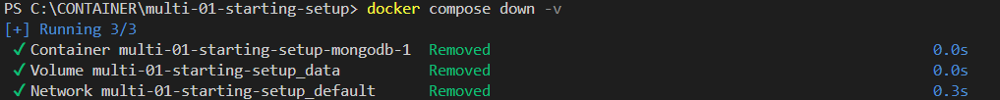 PS C:\CONTAINER\multi-01-starting-setup> docker compose down -v
[+] Running 3/3
✔ Container multi-01-starting-setup-mongodb-1 Removed 0.0s
✔ Volume multi-01-starting-setup_data Removed 0.0s
✔ Network multi-01-starting-setup_default Removed 0.3s